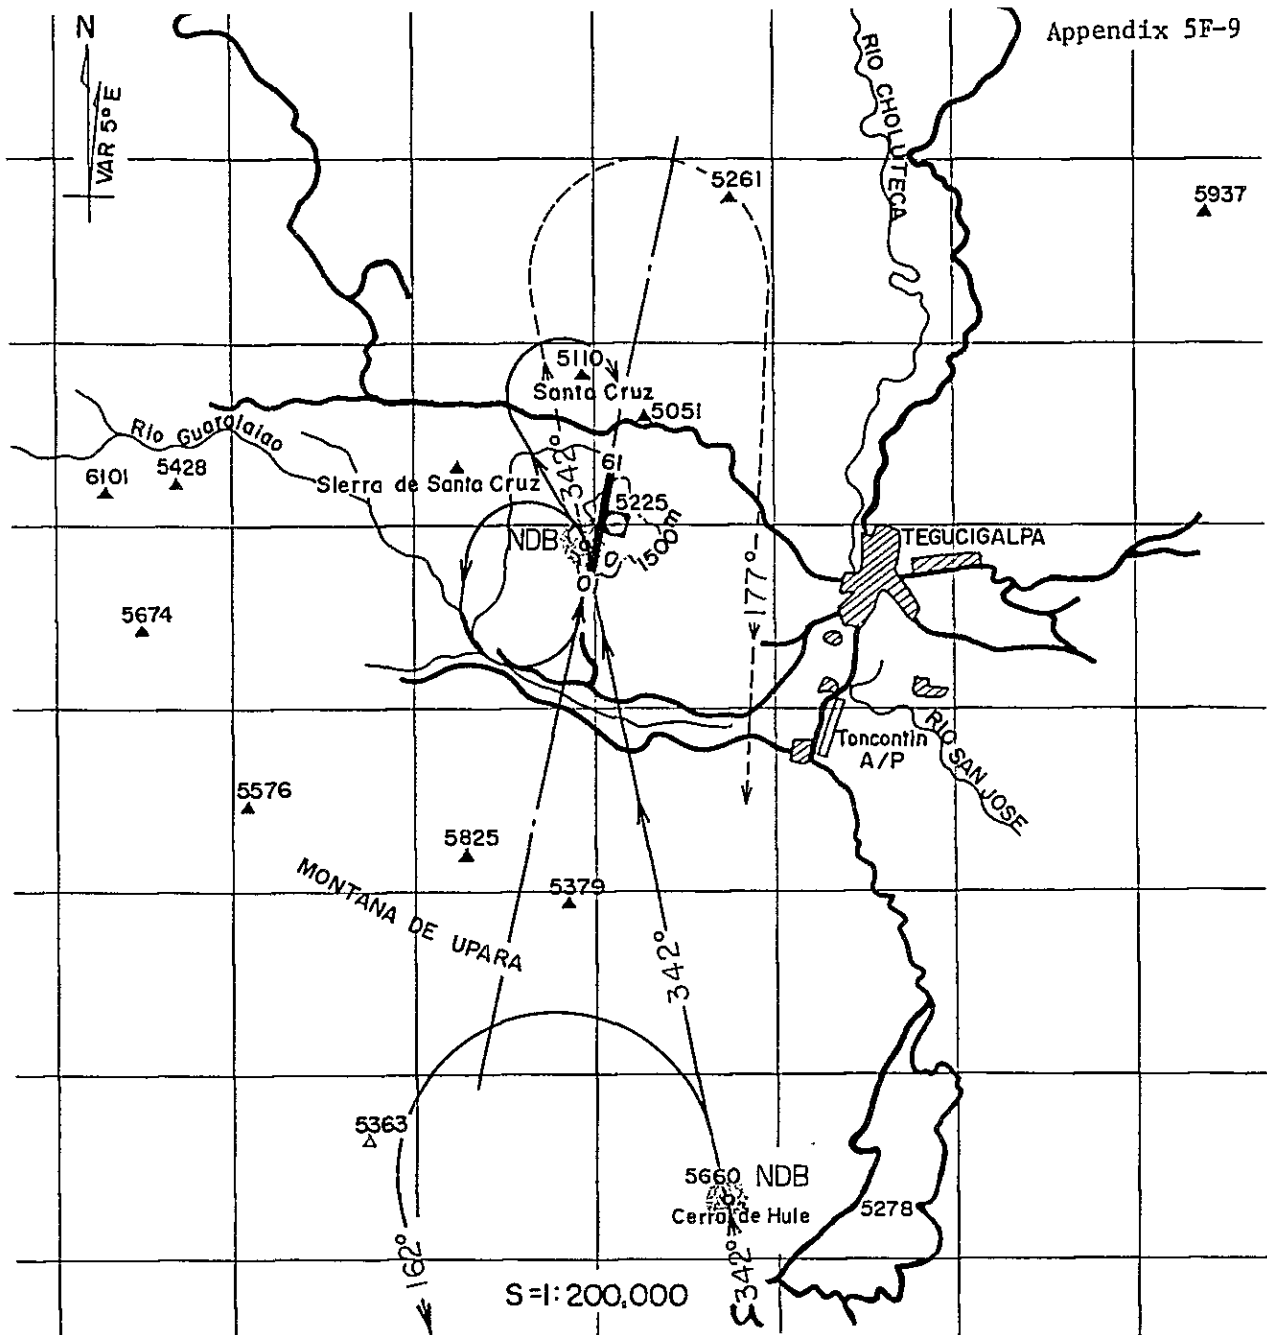 N
Appendix 5F-9
VAR 5°E
RIO CHOLUTECA
5261
5937
5110
Santa Cruz
5051
Rio Guaralalao
342°
61
6101
5428
Sierra de Santa Cruz
5225
NDB
1500m
TEGUCIGALPA
177°
5674
Toncontin
A/P
RIO SAN JOSE
5576
5825
5379
MONTANA DE UPARA
342°
5363
5660 NDB
Cerro de Hule
5278
162°
342°
S=1:200,000